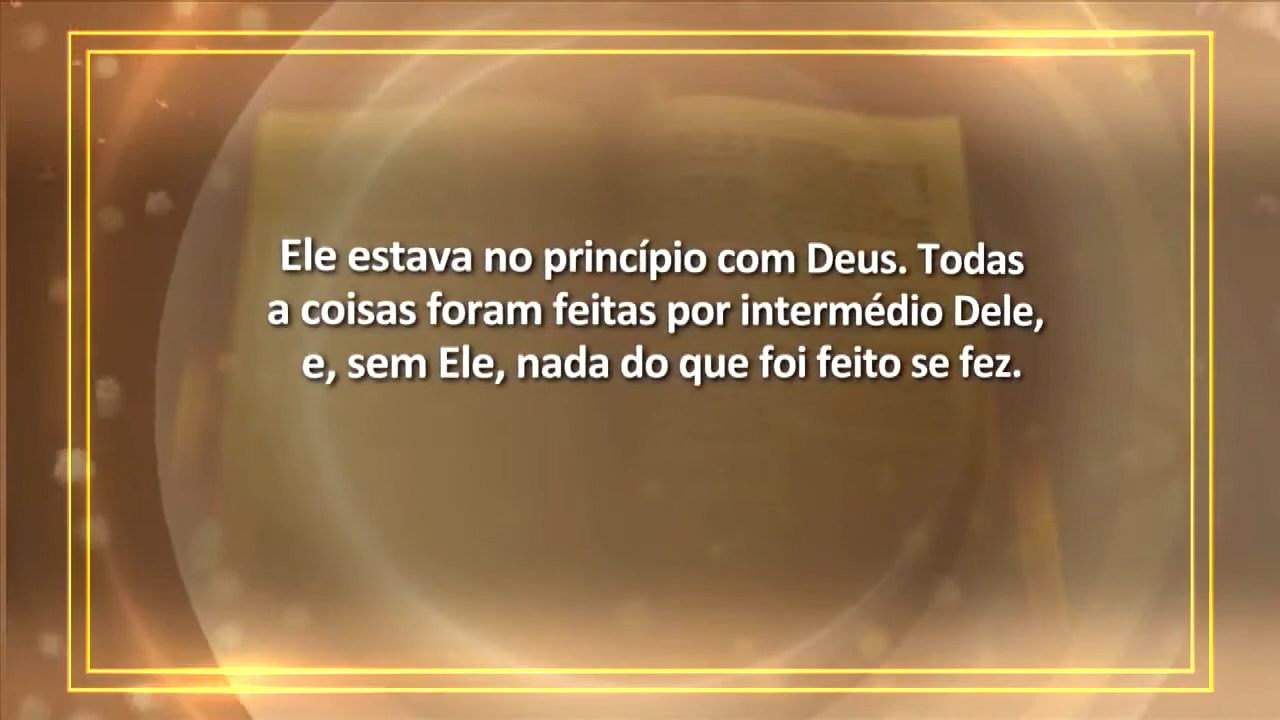 Ele estava no princípio com Deus. Todas
a coisas foram feitas por intermédio Dele,
e, sem Ele, nada do que foi feito se fez.